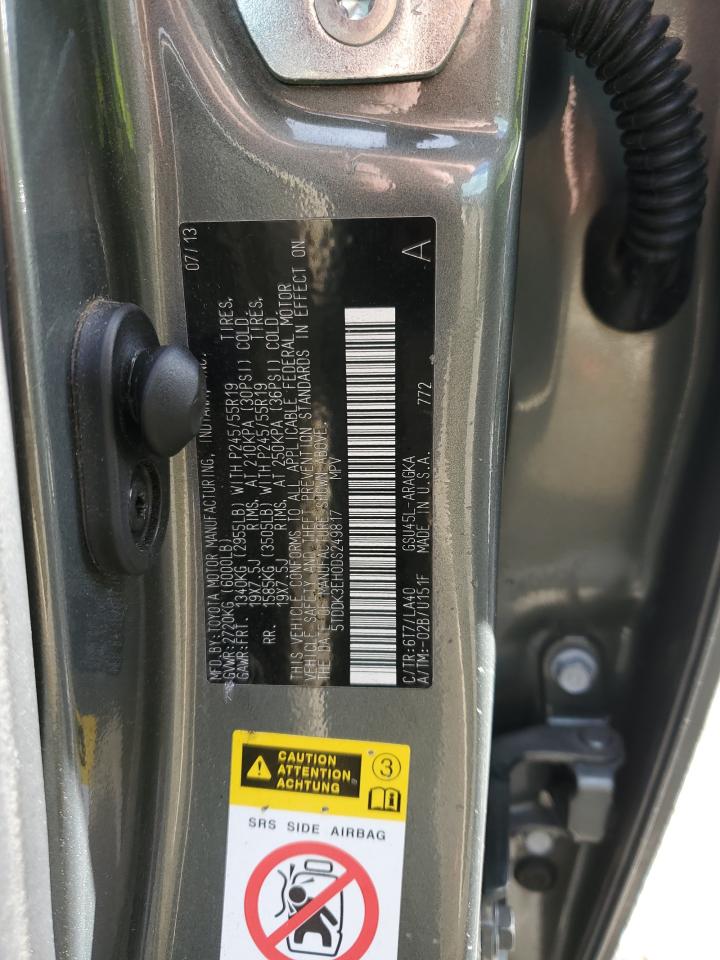 07/13
MFD.BY:TOYOTA MOTOR MANUFACTURING, INDIANA, INC.
GVWR:2720KG (6000LB)
GAWR:FRT. 1340KG (2955LB) WITH P245/55R19 TIRES,
19X7.5J RIMS, AT 210KPA (30PSI) COLD
RR. 1585KG (3505LB) WITH P245/55R19 TIRES,
19X7.5J RIMS, AT 250KPA (36PSI) COLD.
THIS VEHICLE CONFORMS TO ALL APPLICABLE FEDERAL MOTOR
VEHICLE SAFETY AND THEFT PREVENTION STANDARDS IN EFFECT ON
THE DATE OF MANUFACTURE SHOWN ABOVE.
5TDDK3EH0DS249817 MPV
C/TR:6T7/LA40 GSU45L-ARAGKA
A/TM:-02B/U151F MADE IN U.S.A. 772
A
CAUTION
ATTENTION
ACHTUNG
3
SRS SIDE AIRBAG